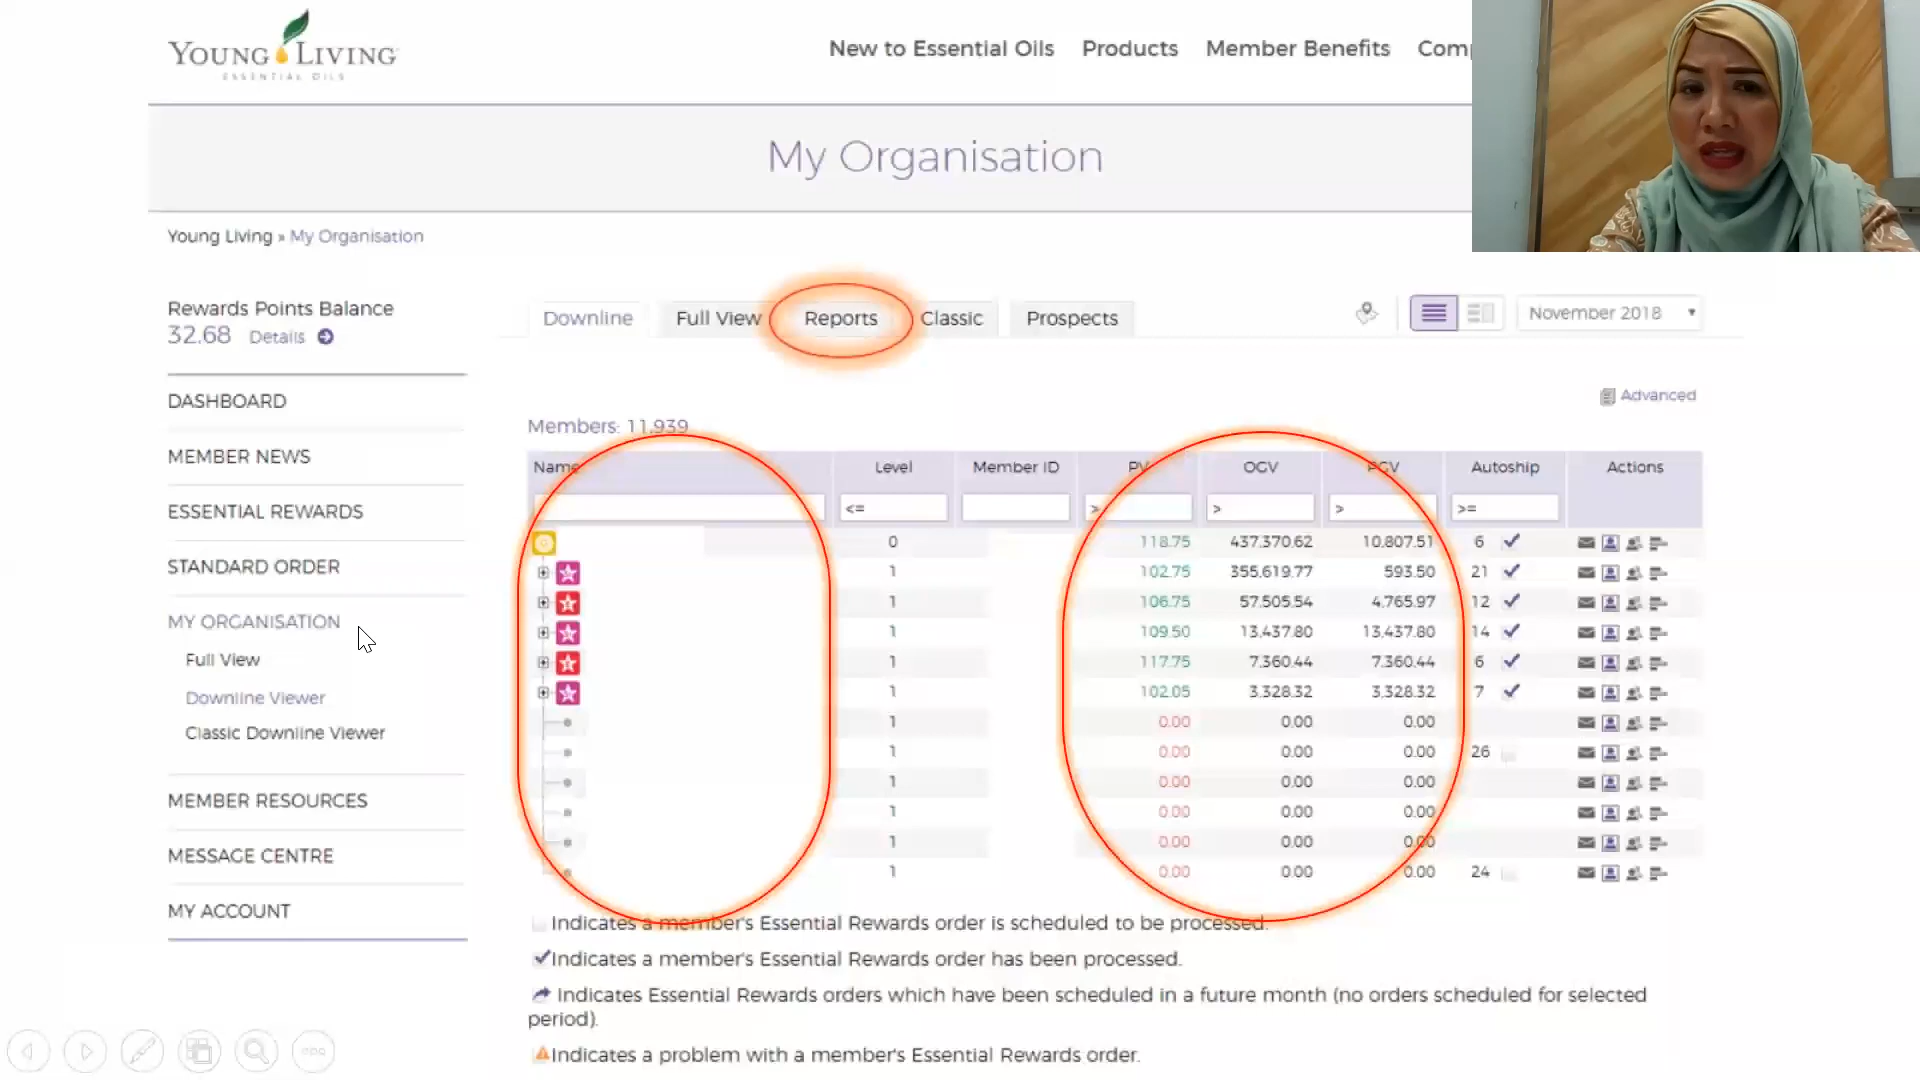 YOUNG LIVING
ESSENTIAL OILS
New to Essential Oils Products Member Benefits Comp
My Organisation
Young Living » My Organisation
Rewards Points Balance
32.68 Details
DASHBOARD
MEMBER NEWS
ESSENTIAL REWARDS
STANDARD ORDER
MY ORGANISATION
Full View
Downline Viewer
Classic Downline Viewer
MEMBER RESOURCES
MESSAGE CENTRE
MY ACCOUNT
Downline Full View Reports Classic Prospects
November 2018
Advanced
Members: 11,939
Name Level Member ID PV OGV PGV Autoship Actions
<= > > > >=
0 118.75 437,370.62 10,807.51 6
1 102.75 355,619.77 593.50 21
1 106.75 57,505.54 4,765.97 12
1 109.50 13,437.80 13,437.80 14
1 117.75 7,360.44 7,360.44 6
1 102.05 3,328.32 3,328.32 7
1 0.00 0.00 0.00
1 0.00 0.00 0.00 26
1 0.00 0.00 0.00
1 0.00 0.00 0.00
1 0.00 0.00 0.00
1 0.00 0.00 0.00 24
Indicates a member's Essential Rewards order is scheduled to be processed.
Indicates a member's Essential Rewards order has been processed.
Indicates Essential Rewards orders which have been scheduled in a future month (no orders scheduled for selected
period).
Indicates a problem with a member's Essential Rewards order.